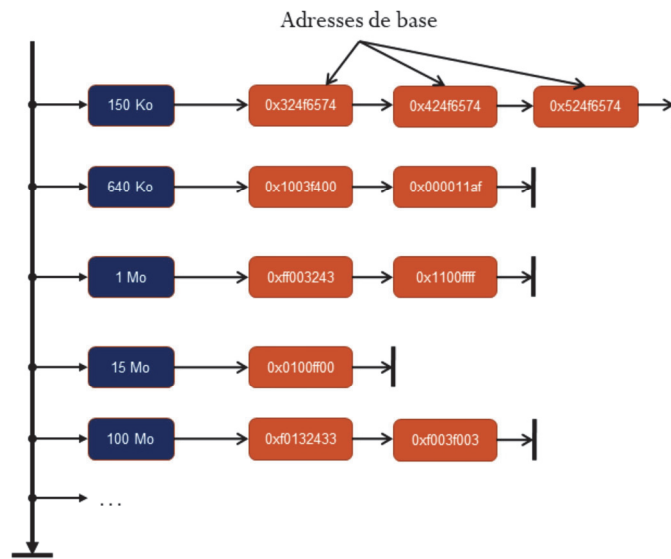 Adresses de base
150 Ko 0x324f6574 0x424f6574 0x524f6574
640 Ko 0x1003f400 0x000011af
1 Mo 0xff003243 0x1100ffff
15 Mo 0x0100ff00
100 Mo 0xf0132433 0xf003f003
...